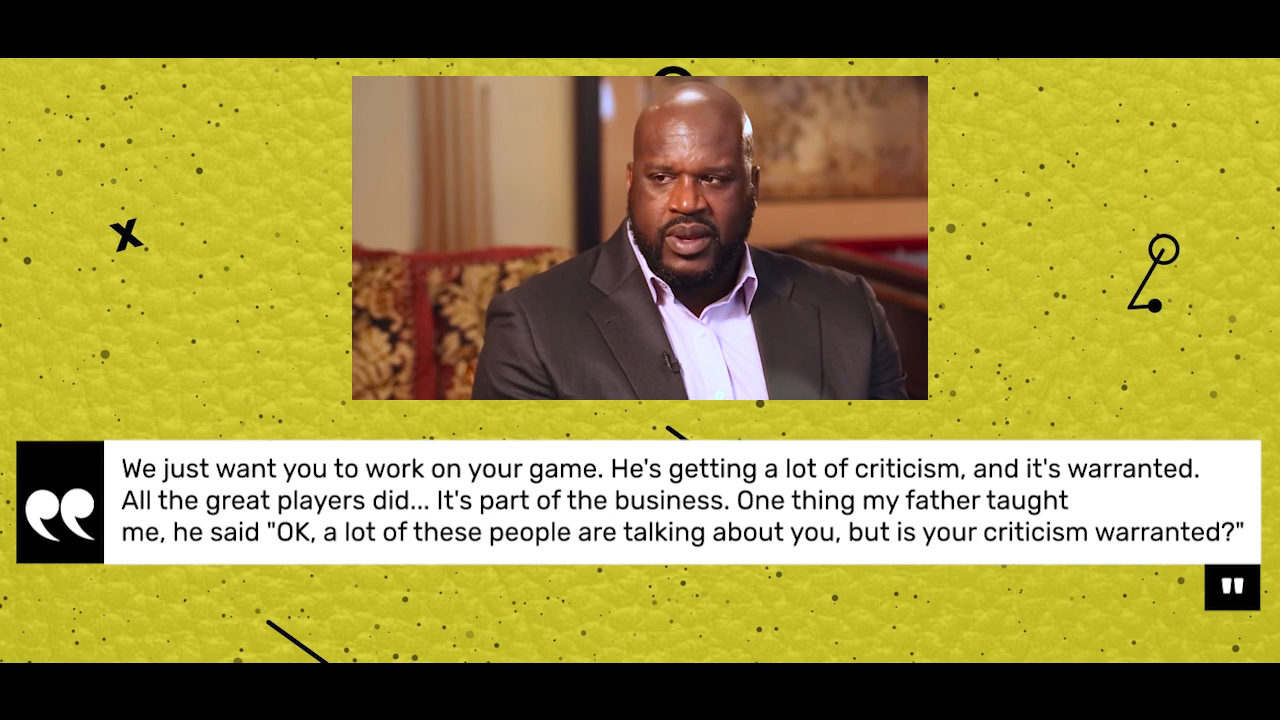 We just want you to work on your game. He's getting a lot of criticism, and it's warranted.
All the great players did... It's part of the business. One thing my father taught
me, he said "OK, a lot of these people are talking about you, but is your criticism warranted?"